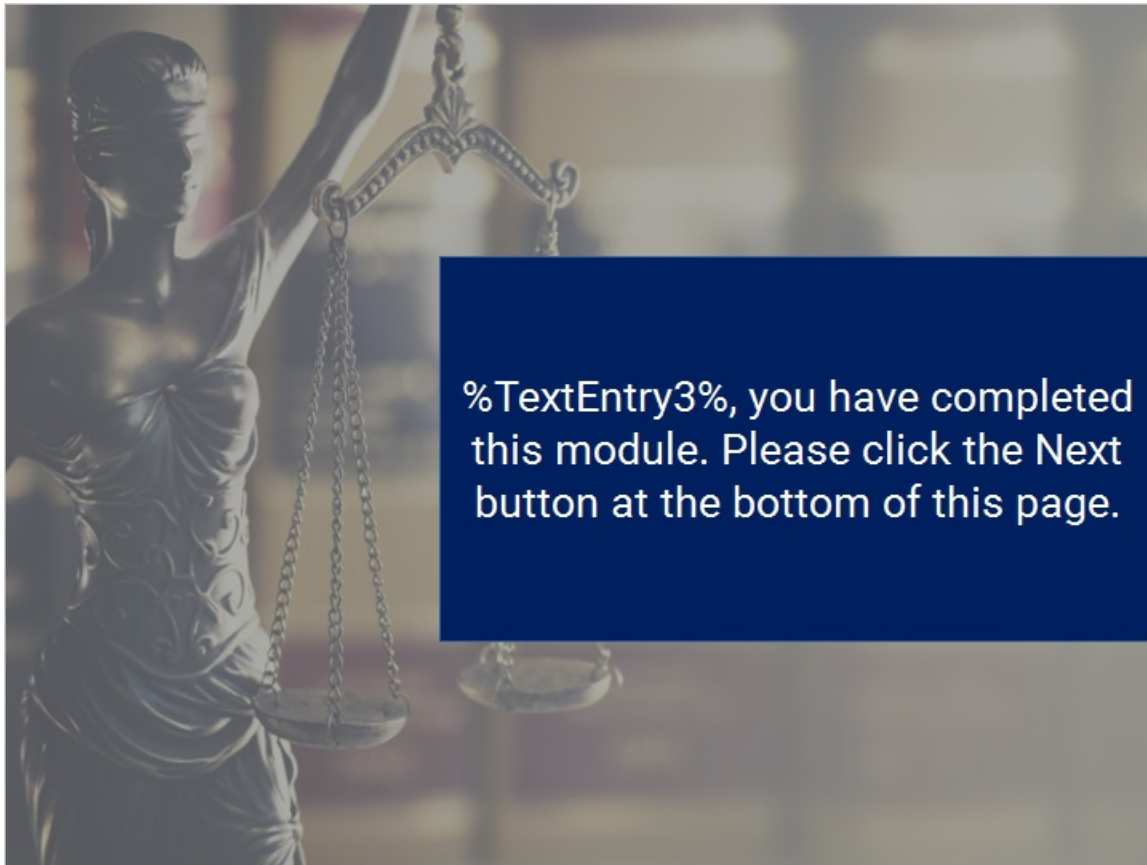 %TextEntry3%, you have completed
this module. Please click the Next
button at the bottom of this page.